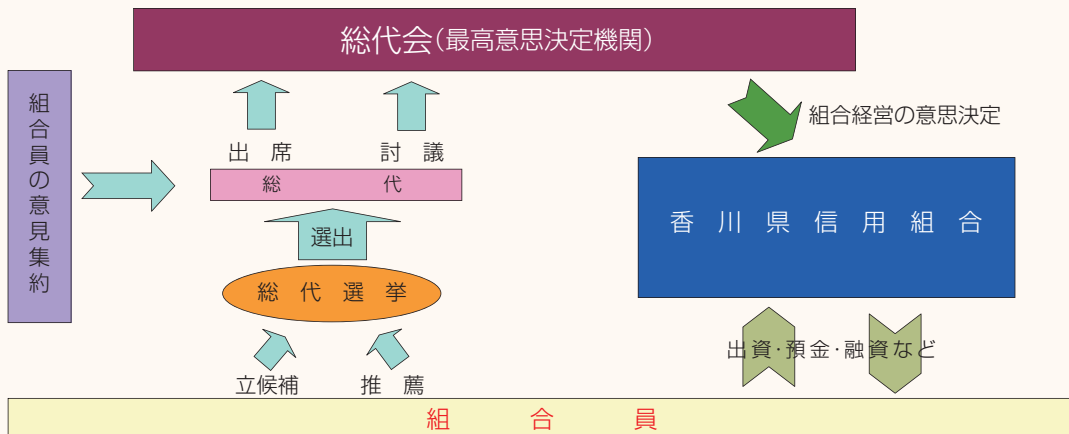 総代会(最高意思決定機関)
組合員の意見集約
組合経営の意思決定
出 席
討 議
総 代
香 川 県 信 用 組 合
選出
総 代 選 挙
出資・預金・融資など
立候補
推 薦
組 合 員